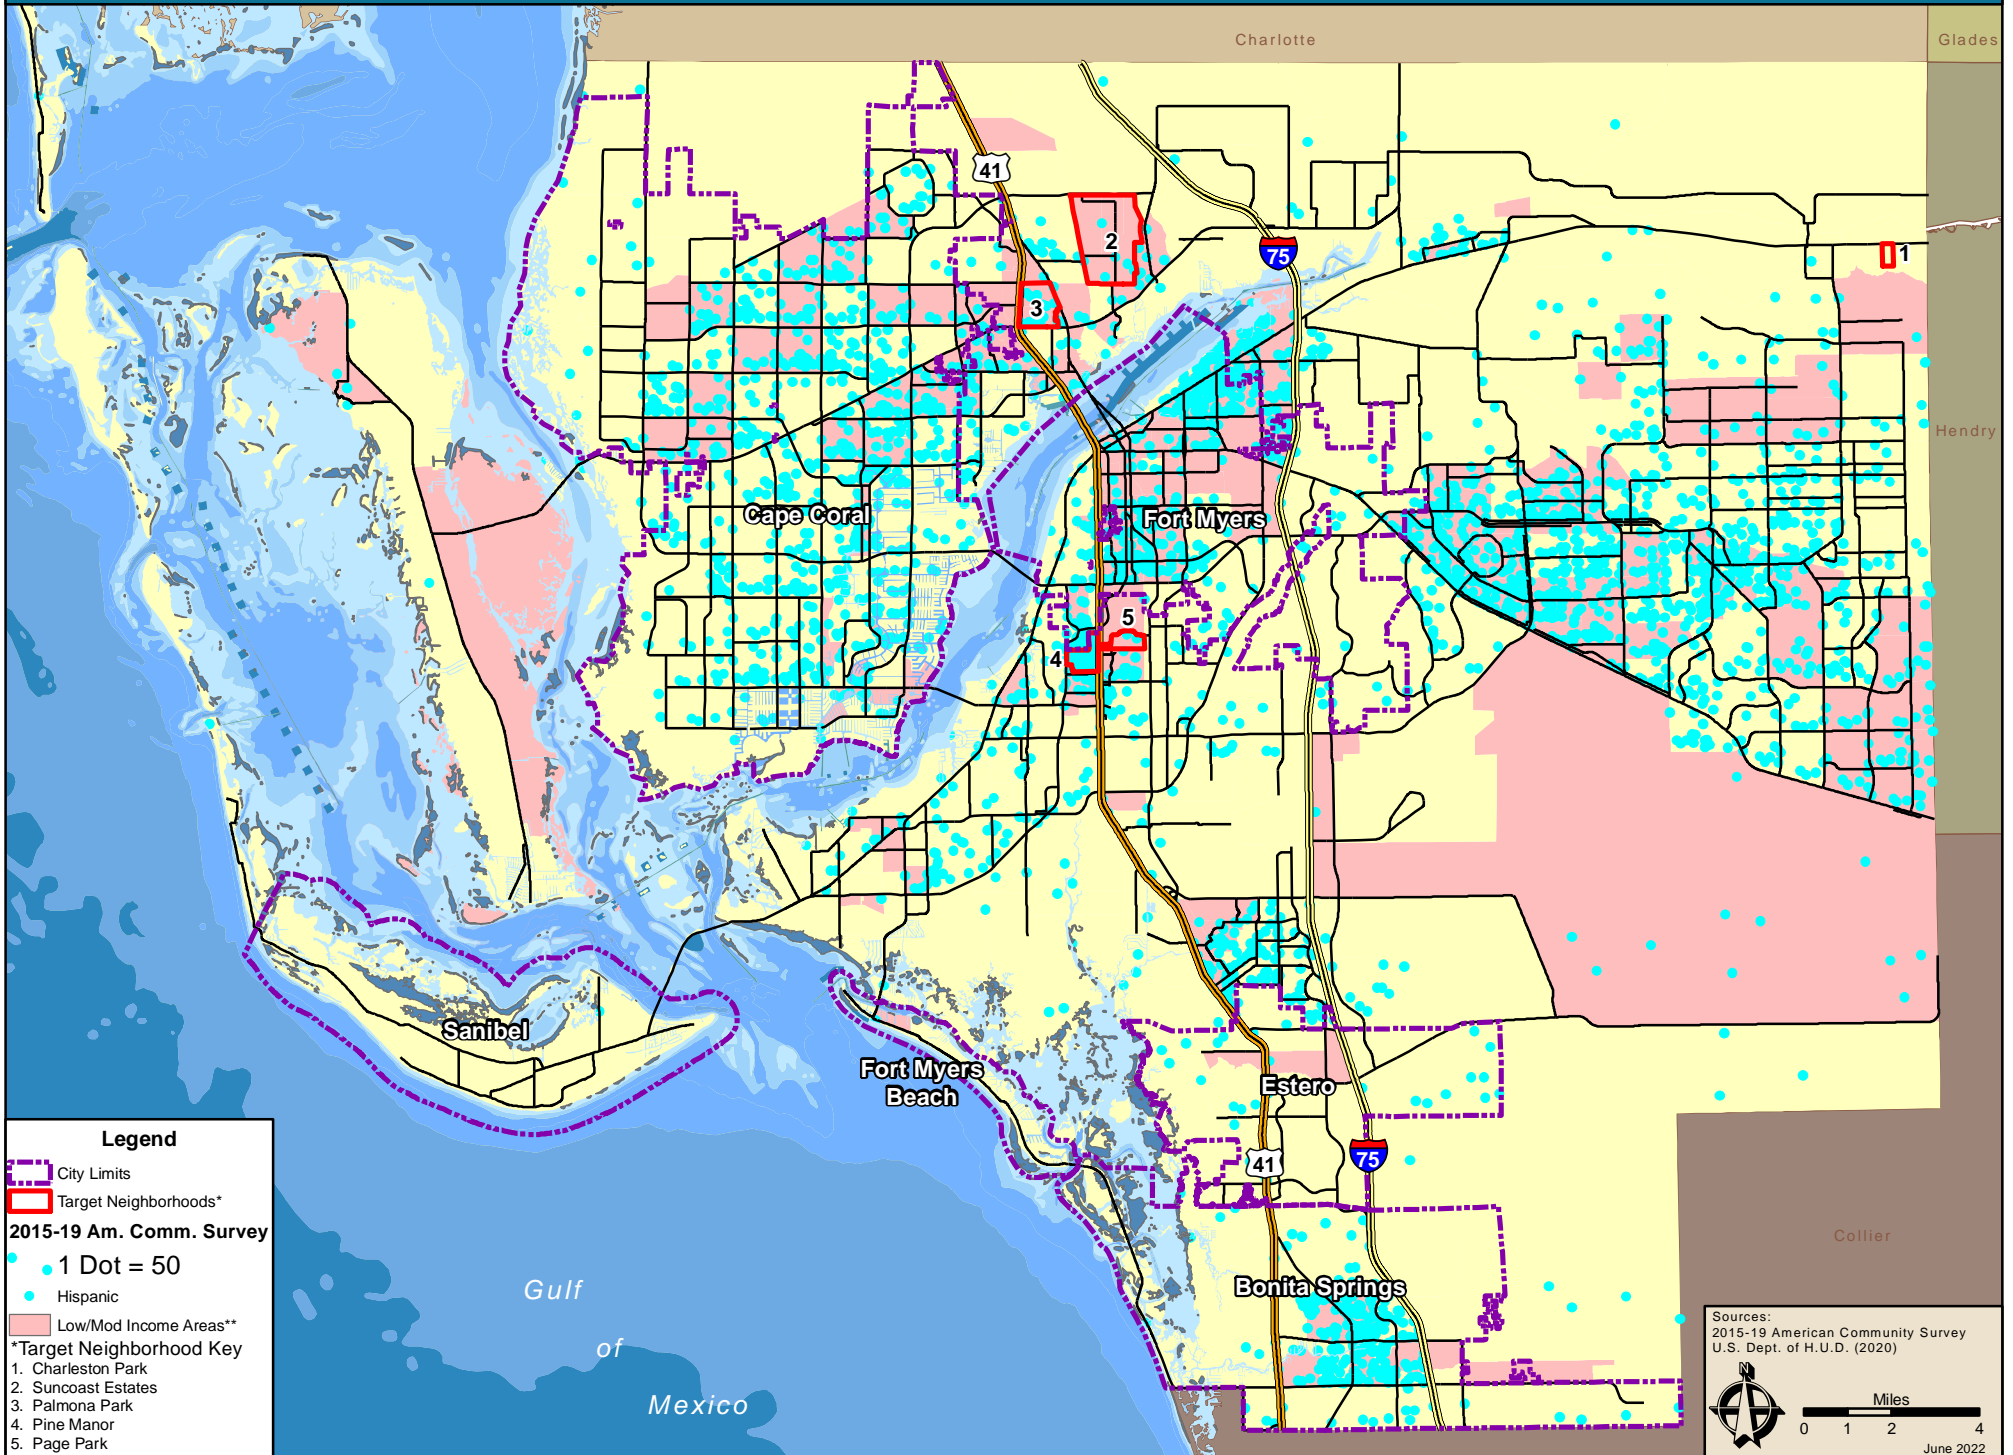 Charlotte
Glades
41
75
2
1
3
Hendry
Cape Coral
Fort Myers
5
4
Sanibel
Fort Myers
Beach
Estero
41
75
Collier
Bonita Springs
Gulf
of
Mexico
Legend
City Limits
Target Neighborhoods*
2015-19 Am. Comm. Survey
1 Dot = 50
Hispanic
Low/Mod Income Areas**
*Target Neighborhood Key
1. Charleston Park
2. Suncoast Estates
3. Palmona Park
4. Pine Manor
5. Page Park
Sources:
2015-19 American Community Survey
U.S. Dept. of H.U.D. (2020)
N
Miles
0 1 2 4
June 2022